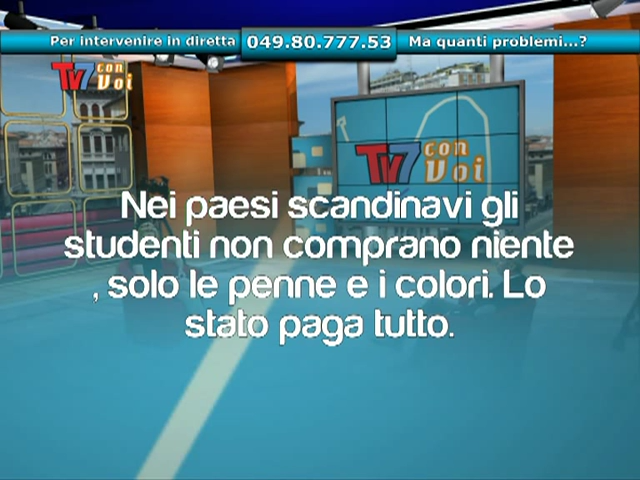 Per intervenire in diretta 049.80.777.53 Ma quanti problemi...?
TV7 con Voi
TV7 con Voi
Nei paesi scandinavi gli
studenti non comprano niente
, solo le penne e i colori. Lo
stato paga tutto.